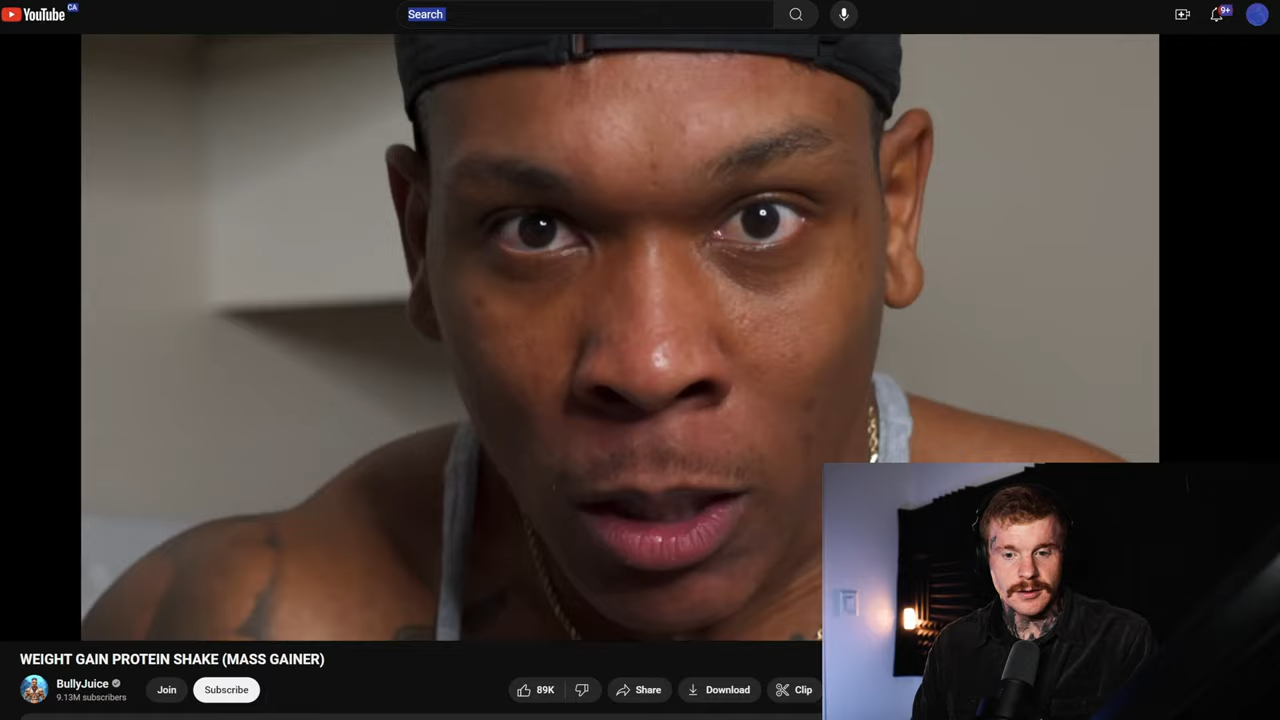 YouTube CA
Search
9+
WEIGHT GAIN PROTEIN SHAKE (MASS GAINER)
BullyJuice
9.13M subscribers
Join
Subscribe
89K
Share
Download
Clip